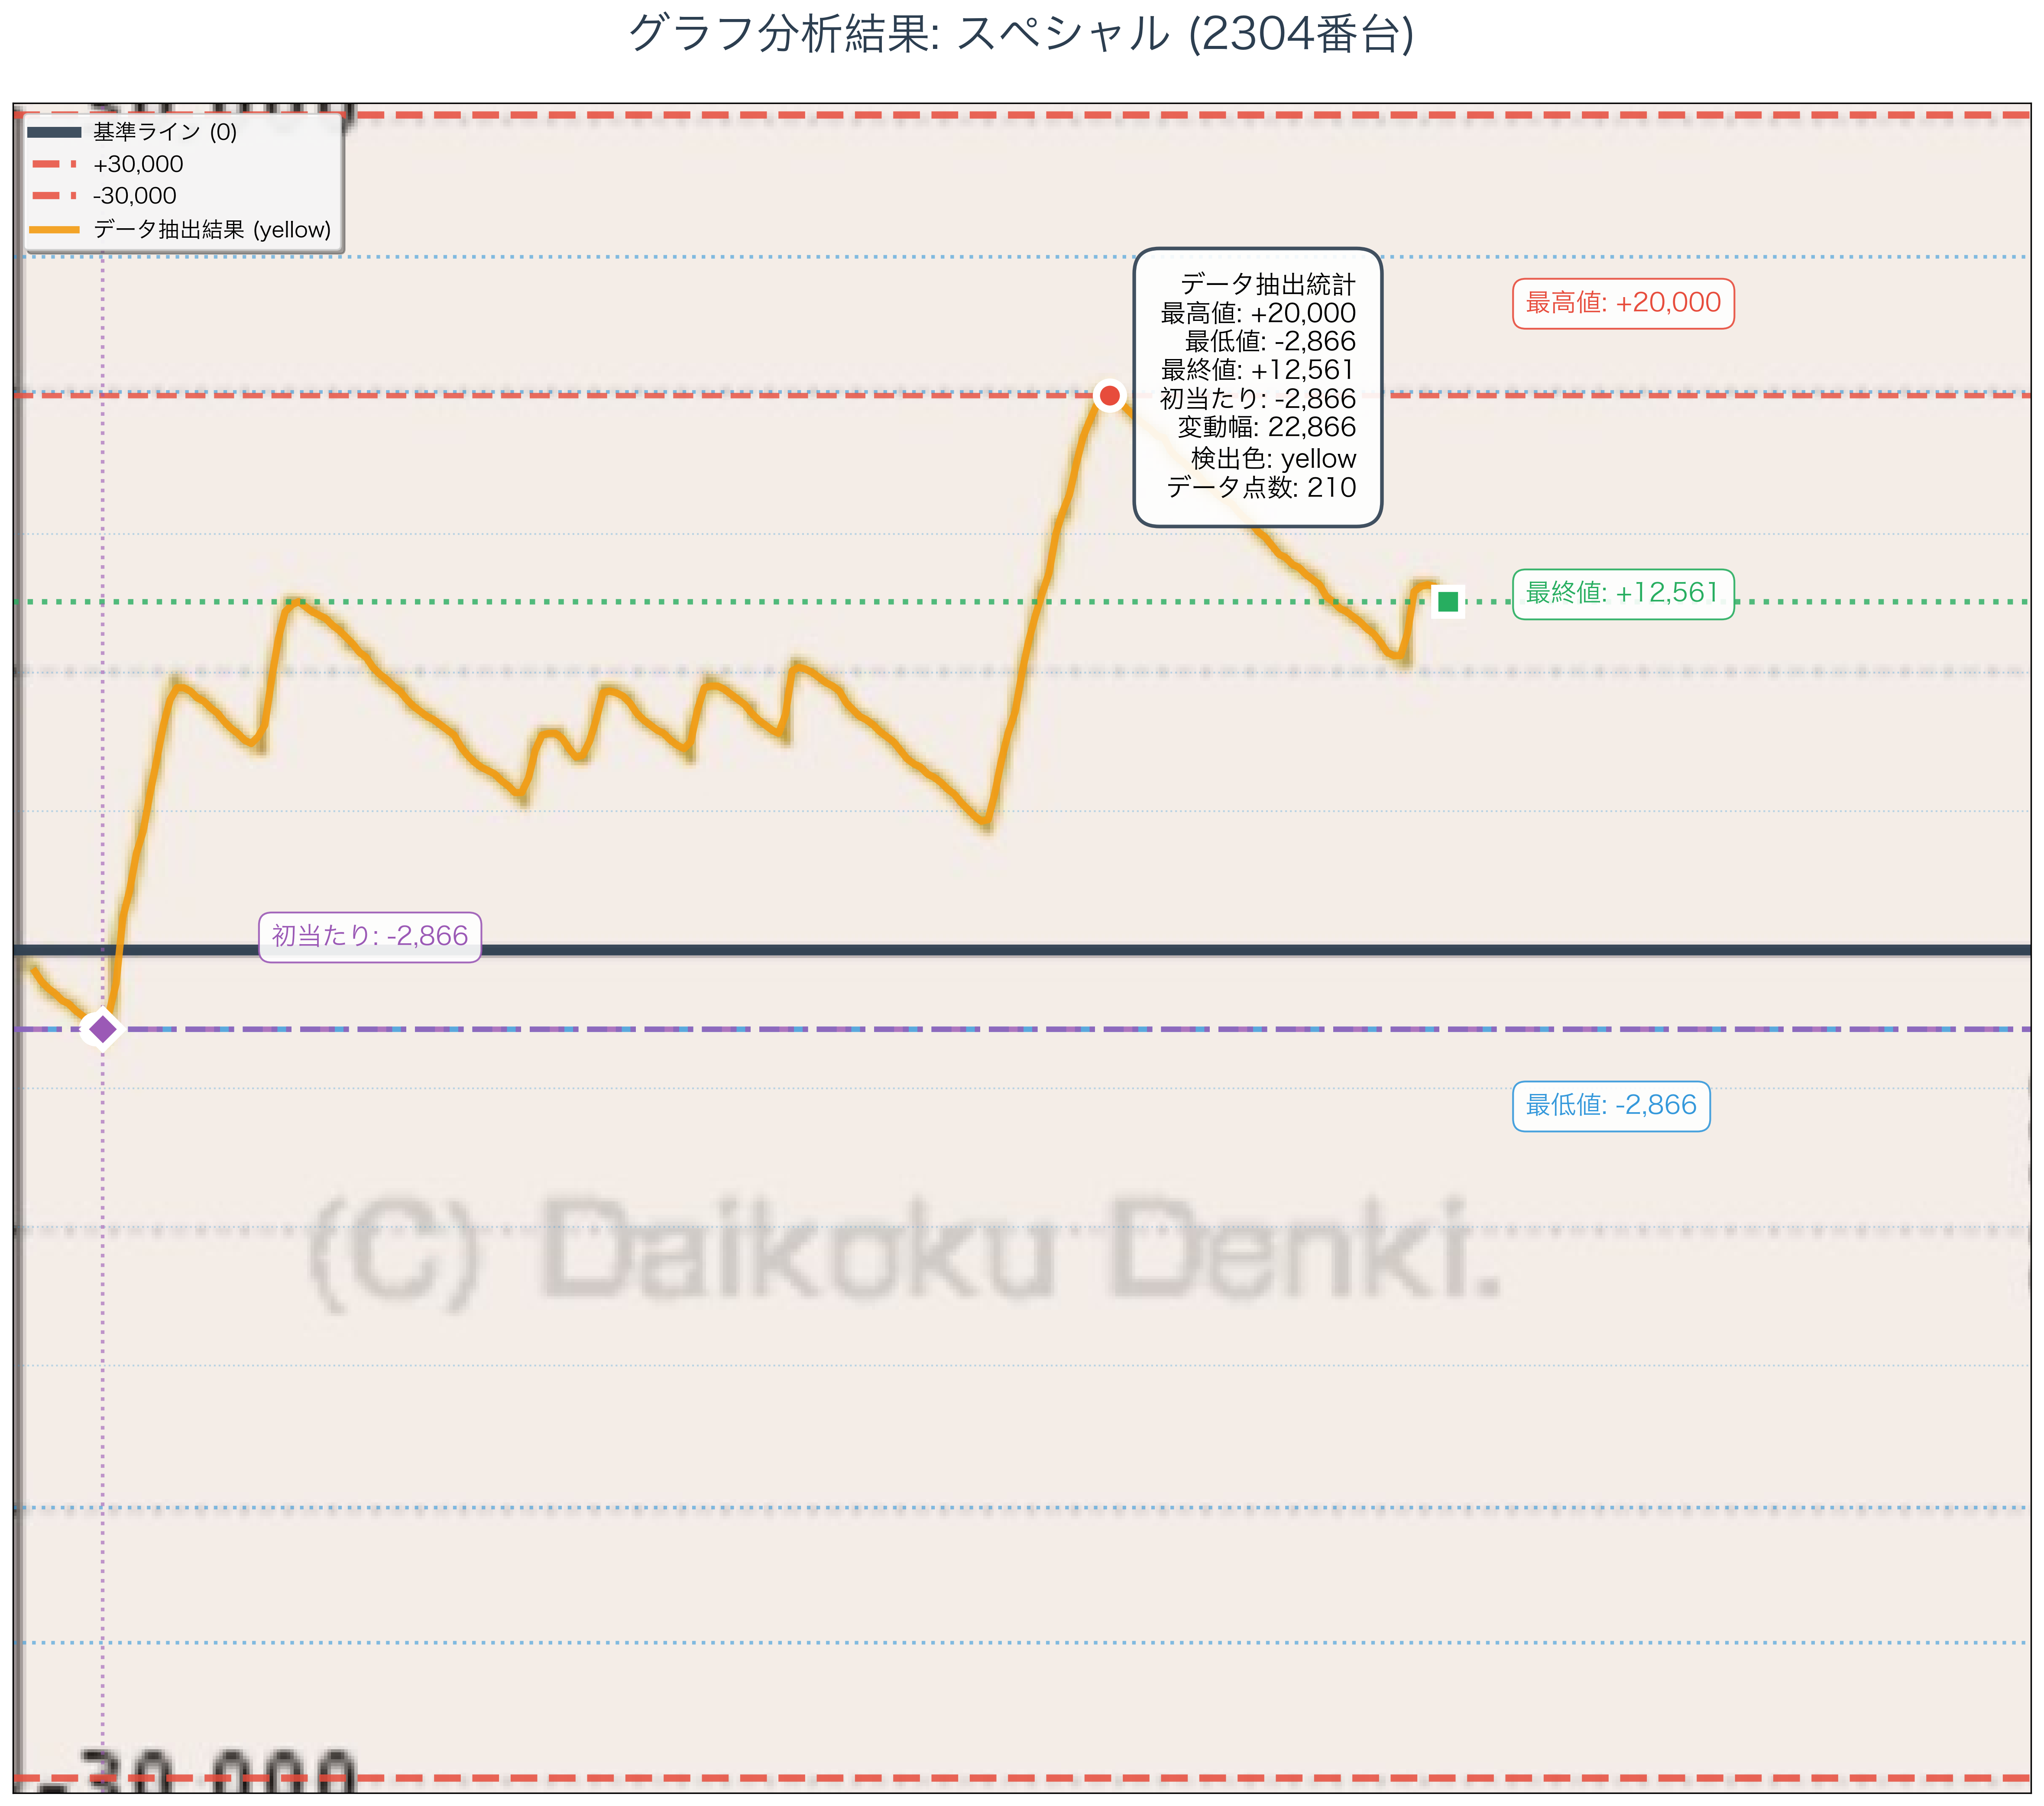 グラフ分析結果: スペシャル (2304番台)
基準ライン (0)
+30,000
-30,000
データ抽出結果 (yellow)
データ抽出統計
最高値: +20,000
最低値: -2,866
最終値: +12,561
初当たり: -2,866
変動幅: 22,866
検出色: yellow
データ点数: 210
最高値: +20,000
最終値: +12,561
初当たり: -2,866
最低値: -2,866
(C) Daikoku Denki.
-30,000